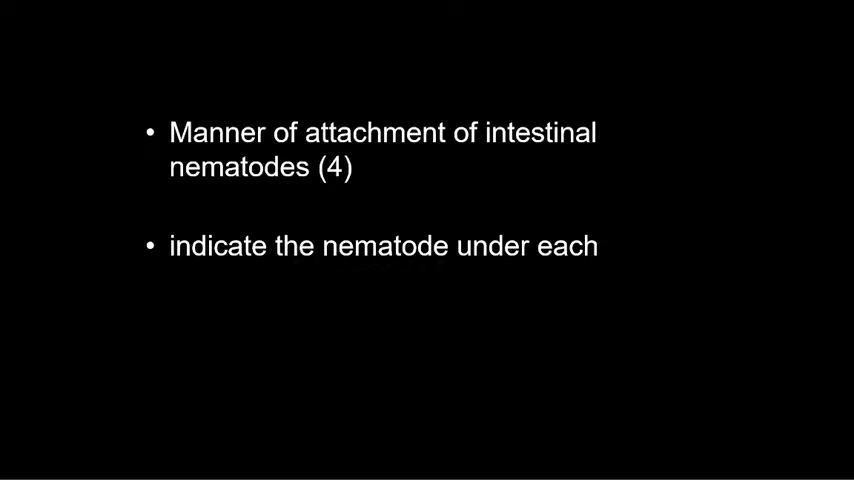 • Manner of attachment of intestinal
nematodes (4)
• indicate the nematode under each